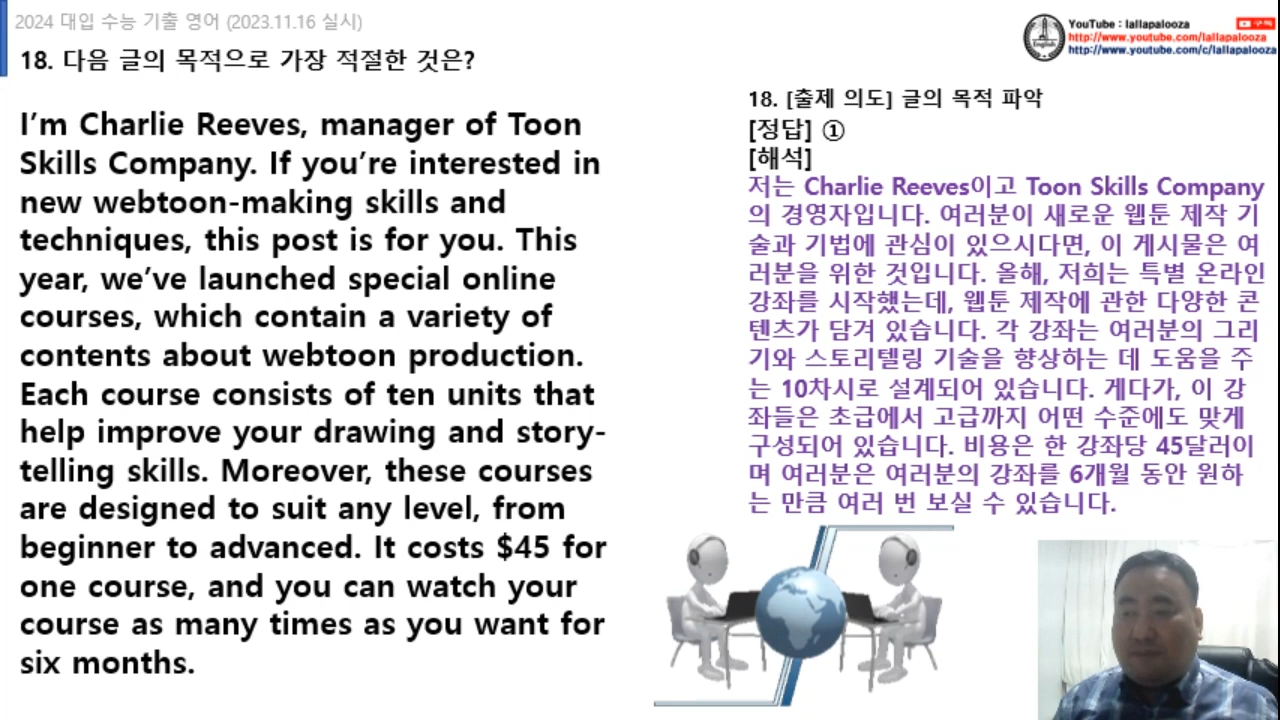 2024 대입 수능 기출 영어 (2023.11.16 실시)
18. 다음 글의 목적으로 가장 적절한 것은?
I’m Charlie Reeves, manager of Toon
Skills Company. If you’re interested in
new webtoon-making skills and
techniques, this post is for you. This
year, we’ve launched special online
courses, which contain a variety of
contents about webtoon production.
Each course consists of ten units that
help improve your drawing and story-
telling skills. Moreover, these courses
are designed to suit any level, from
beginner to advanced. It costs $45 for
one course, and you can watch your
course as many times as you want for
six months.
YouTube : lallapalooza
구독
http://www.youtube.com/lallapalooza
http://www.youtube.com/c/lallapalooza
English
18. [출제 의도] 글의 목적 파악
[정답] ①
[해석]
저는 Charlie Reeves이고 Toon Skills Company
의 경영자입니다. 여러분이 새로운 웹툰 제작 기
술과 기법에 관심이 있으시다면, 이 게시물은 여
러분을 위한 것입니다. 올해, 저희는 특별 온라인
강좌를 시작했는데, 웹툰 제작에 관한 다양한 콘
텐츠가 담겨 있습니다. 각 강좌는 여러분의 그리
기와 스토리텔링 기술을 향상하는 데 도움을 주
는 10차시로 설계되어 있습니다. 게다가, 이 강
좌들은 초급에서 고급까지 어떤 수준에도 맞게
구성되어 있습니다. 비용은 한 강좌당 45달러이
며 여러분은 여러분의 강좌를 6개월 동안 원하
는 만큼 여러 번 보실 수 있습니다.